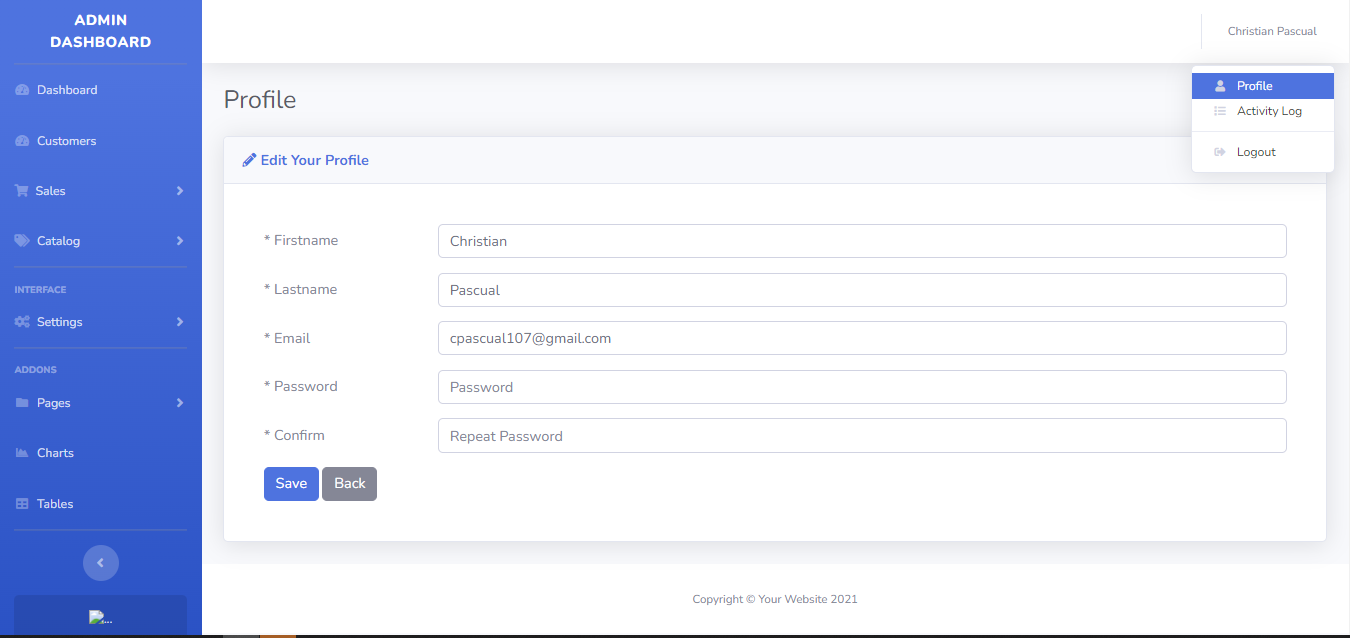 ADMIN
DASHBOARD
Dashboard
Customers
Sales
Catalog
INTERFACE
Settings
ADDONS
Pages
Charts
Tables
...
Christian Pascual
Profile
Activity Log
Logout
Profile
Edit Your Profile
* Firstname Christian
* Lastname Pascual
* Email cpascual107@gmail.com
* Password Password
* Confirm Repeat Password
Save Back
Copyright © Your Website 2021